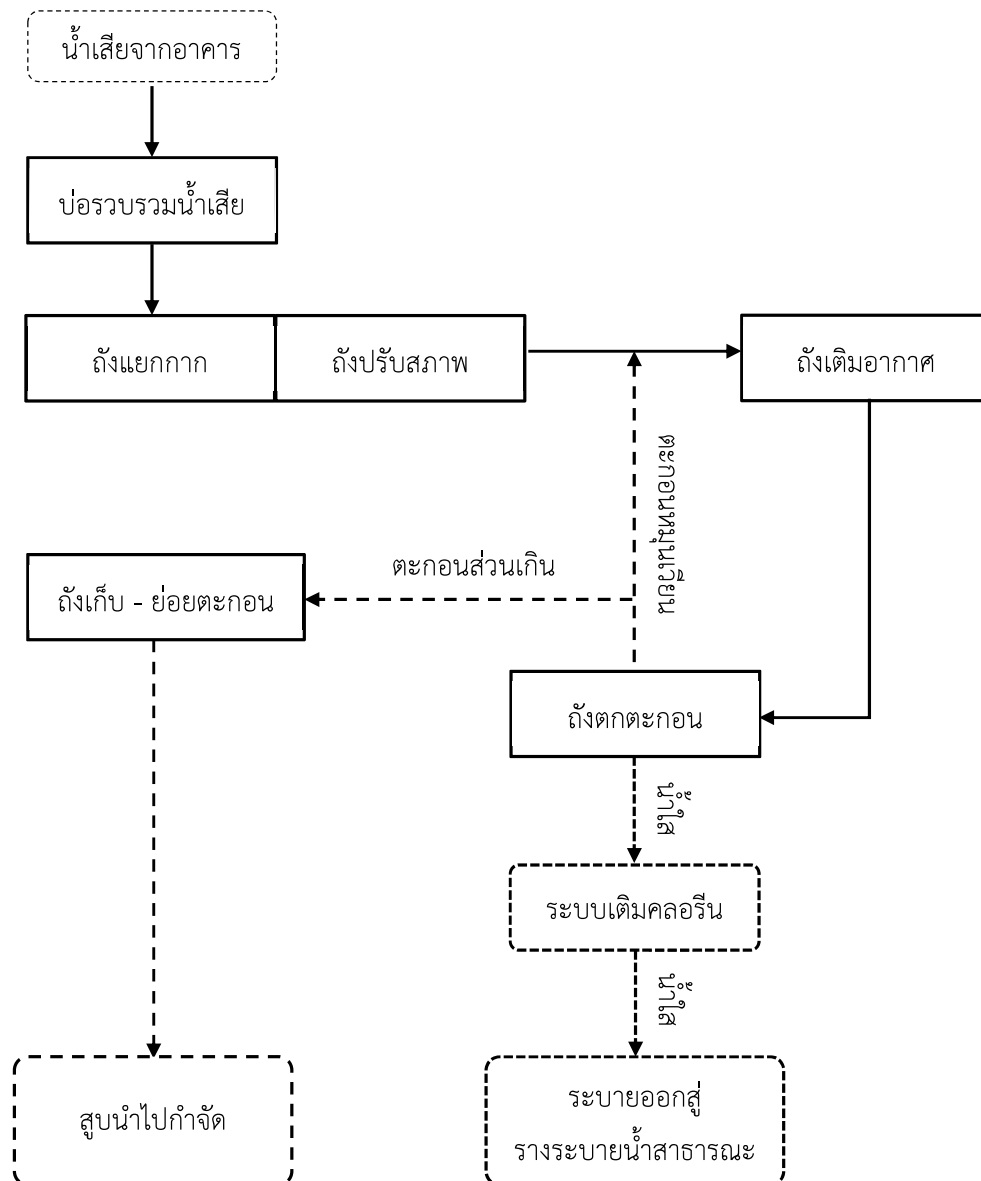 น้ำเสียจากอาคาร
บ่อรวบรวมน้ำเสีย
ถังแยกกาก
ถังปรับสภาพ
ถังเติมอากาศ
ตะกอนหมุนเวียน
ตะกอนส่วนเกิน
ถังเก็บ - ย่อยตะกอน
ถังตกตะกอน
น้ำใส
ระบบเติมคลอรีน
น้ำใส
สูบนำไปกำจัด
ระบายออกสู่
รางระบายน้ำสาธารณะ